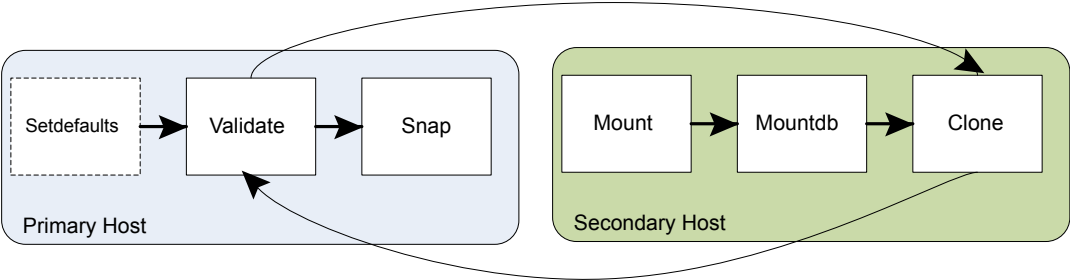 Setdefaults
Validate
Snap
Primary Host
Mount
Mountdb
Clone
Secondary Host